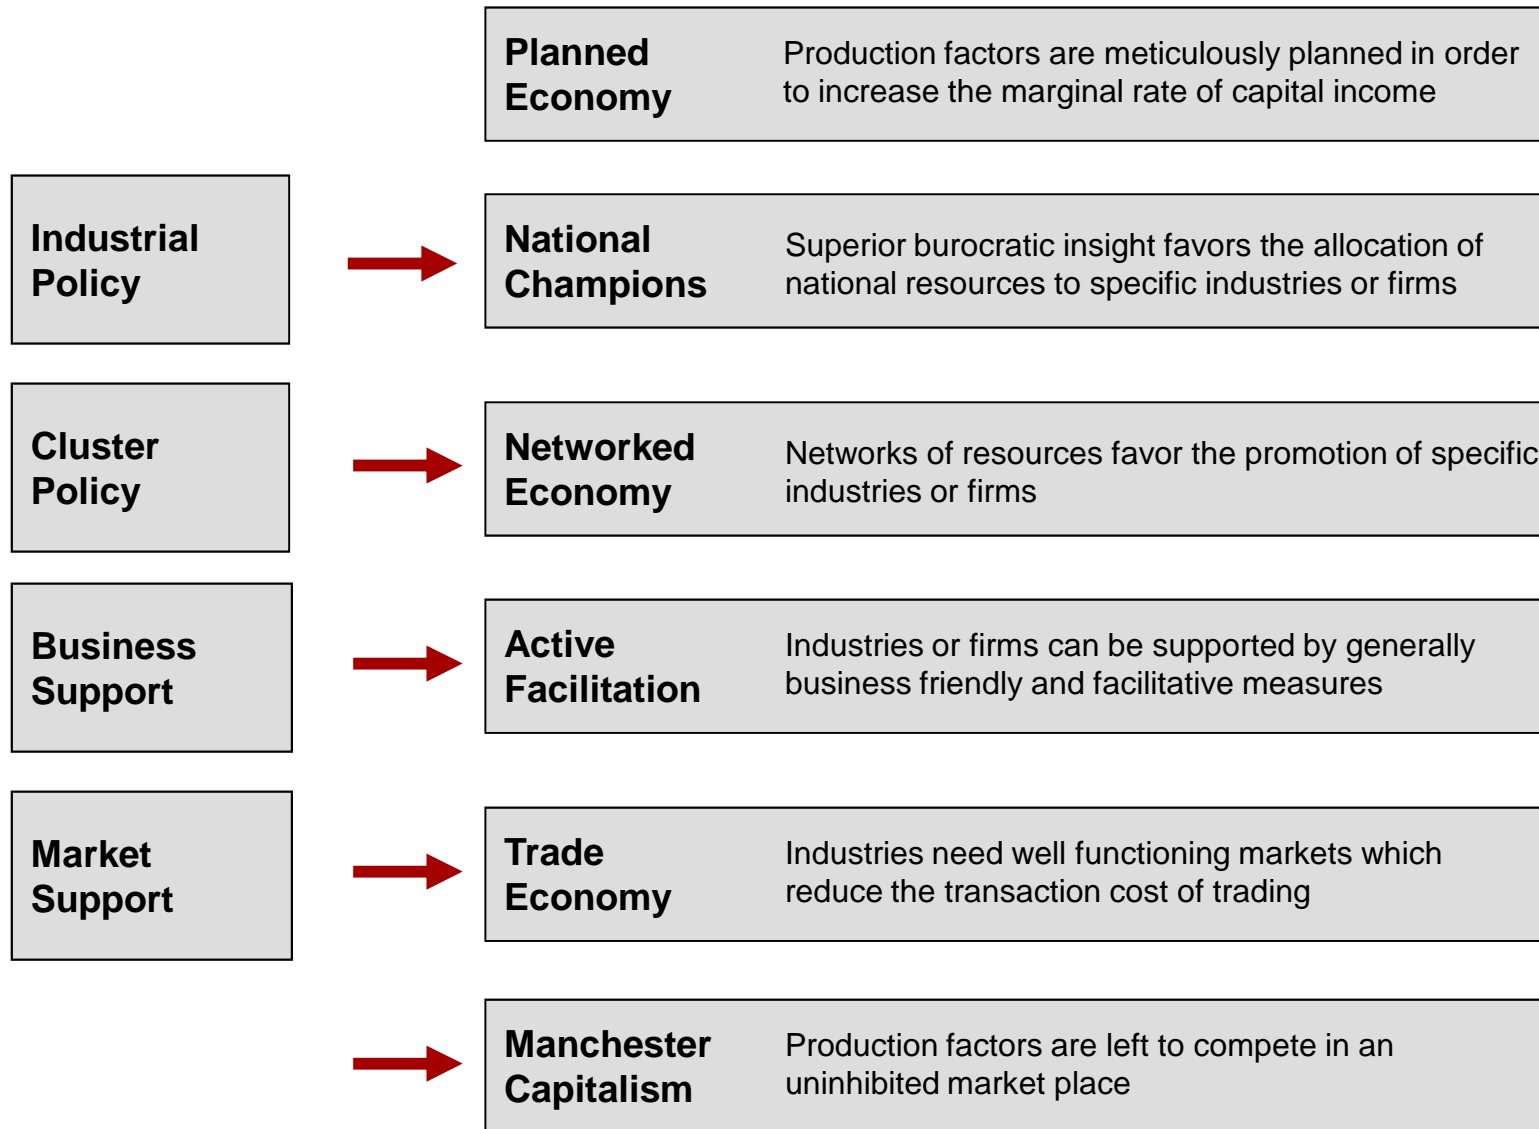 Planned
Economy
Production factors are meticulously planned in order
to increase the marginal rate of capital income
Industrial
Policy
National
Champions
Superior burocratic insight favors the allocation of
national resources to specific industries or firms
Cluster
Policy
Networked
Economy
Networks of resources favor the promotion of specific
industries or firms
Business
Support
Active
Facilitation
Industries or firms can be supported by generally
business friendly and facilitative measures
Market
Support
Trade
Economy
Industries need well functioning markets which
reduce the transaction cost of trading
Manchester
Capitalism
Production factors are left to compete in an
uninhibited market place